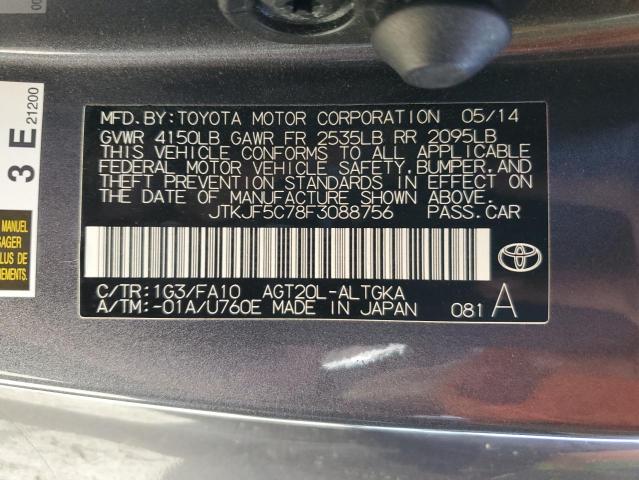 MFD.BY:TOYOTA MOTOR CORPORATION 05/14
GVWR 4150LB GAWR FR 2535LB RR 2095LB
THIS VEHICLE CONFORMS TO ALL APPLICABLE
FEDERAL MOTOR VEHICLE SAFETY,BUMPER,AND
THEFT PREVENTION STANDARDS IN EFFECT ON
THE DATE OF MANUFACTURE SHOWN ABOVE.
JTKJF5C78F3088756 PASS.CAR
C/TR:1G3/FA10 AGT20L-ALTGKA
A/TM:-01A/U760E MADE IN JAPAN 081 A
3 E
21200
MANUEL